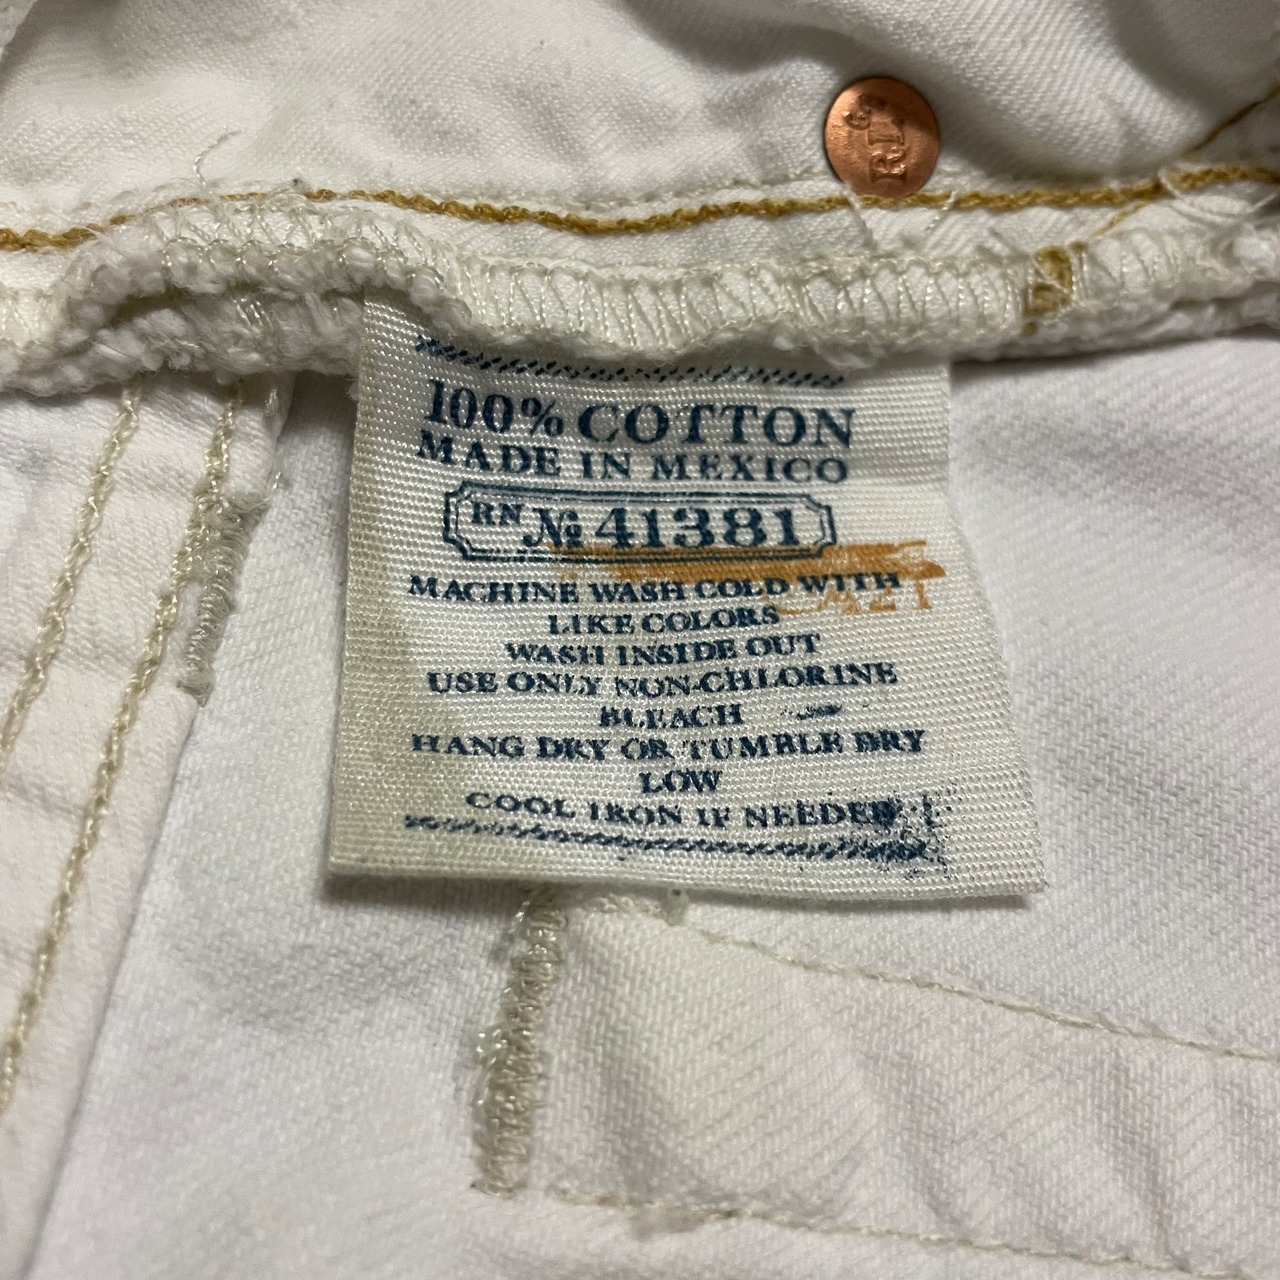 RL
100% COTTON
MADE IN MEXICO
RN № 41381
MACHINE WASH COLD WITH
LIKE COLORS
WASH INSIDE OUT
USE ONLY NON-CHLORINE
BLEACH
HANG DRY OR TUMBLE DRY
LOW
COOL IRON IF NEEDED